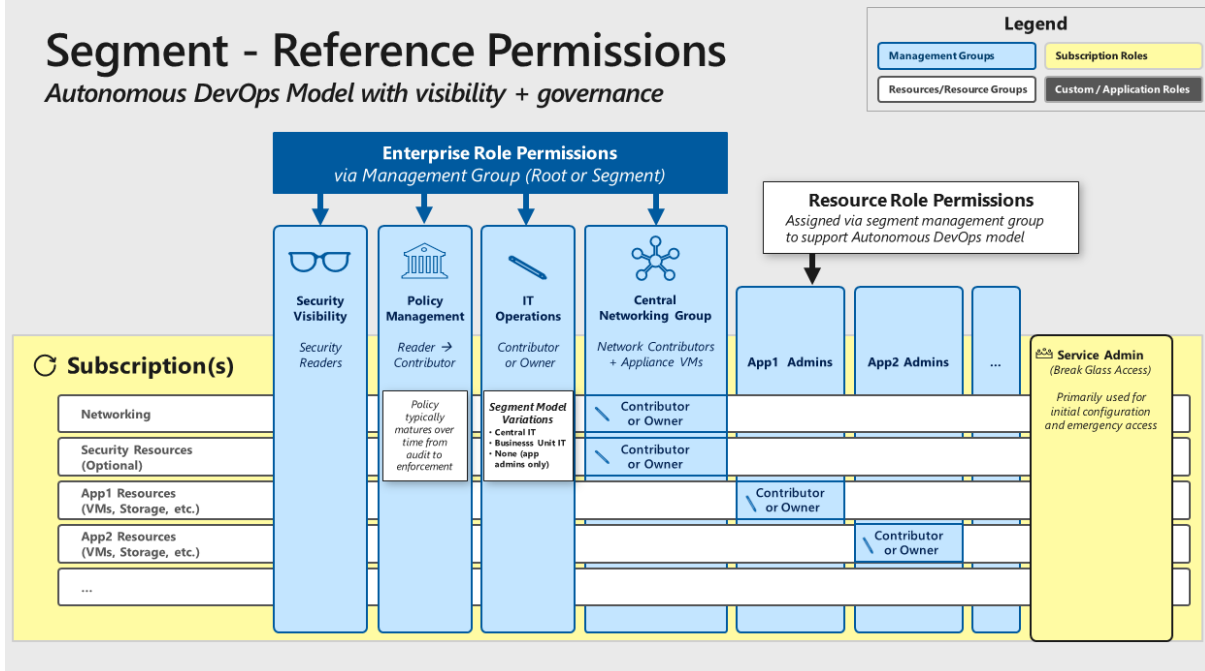 Segment - Reference Permissions
Autonomous DevOps Model with visibility + governance
Legend
Management Groups
Subscription Roles
Resources/Resource Groups
Custom / Application Roles
Enterprise Role Permissions
via Management Group (Root or Segment)
Resource Role Permissions
Assigned via segment management group
to support Autonomous DevOps model
Security
Visibility
Security
Readers
Policy
Management
Reader →
Contributor
Policy
typically
matures over
time from
audit to
enforcement
IT
Operations
Contributor
or Owner
Segment Model
Variations
• Central IT
• Businesss Unit IT
• None (app
admins only)
Central
Networking Group
Network Contributors
+ Appliance VMs
App1 Admins
App2 Admins
...
Service Admin
(Break Glass Access)
Primarily used for
initial configuration
and emergency access
Subscription(s)
Networking
Contributor
or Owner
Security Resources
(Optional)
Contributor
or Owner
App1 Resources
(VMs, Storage, etc.)
Contributor
or Owner
App2 Resources
(VMs, Storage, etc.)
Contributor
or Owner
...